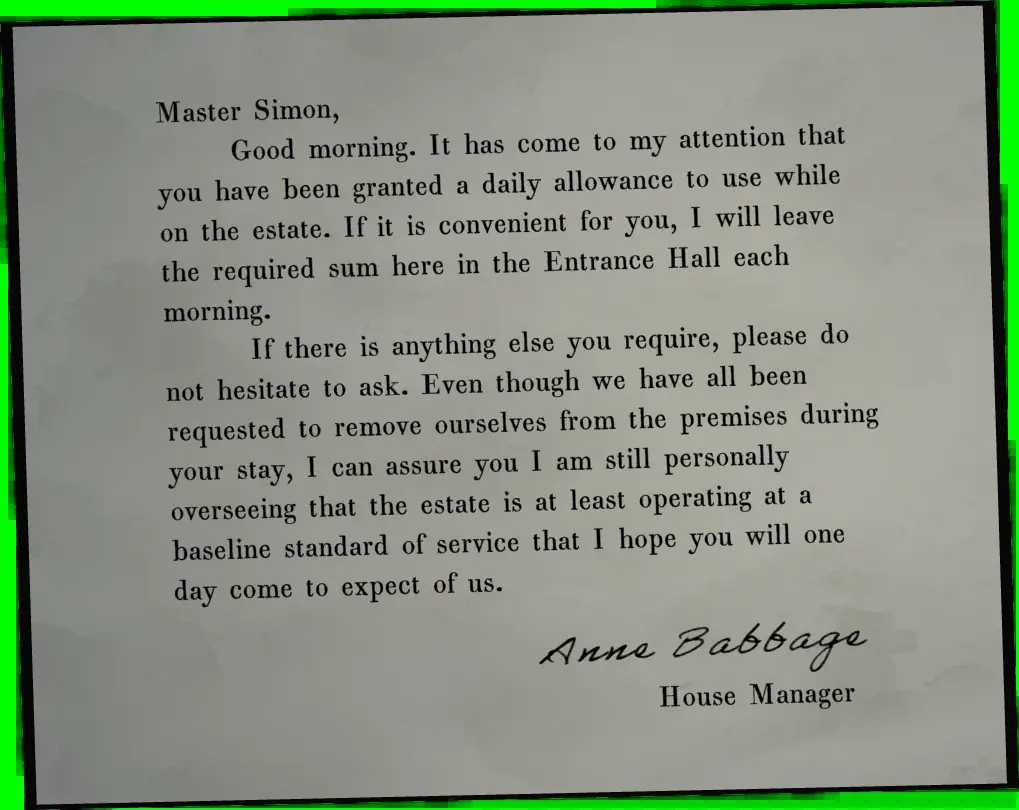 Master Simon,
Good morning. It has come to my attention that
you have been granted a daily allowance to use while
on the estate. If it is convenient for you, I will leave
the required sum here in the Entrance Hall each
morning.
If there is anything else you require, please do
not hesitate to ask. Even though we have all been
requested to remove ourselves from the premises during
your stay, I can assure you I am still personally
overseeing that the estate is at least operating at a
baseline standard of service that I hope you will one
day come to expect of us.
Anne Babbage
House Manager